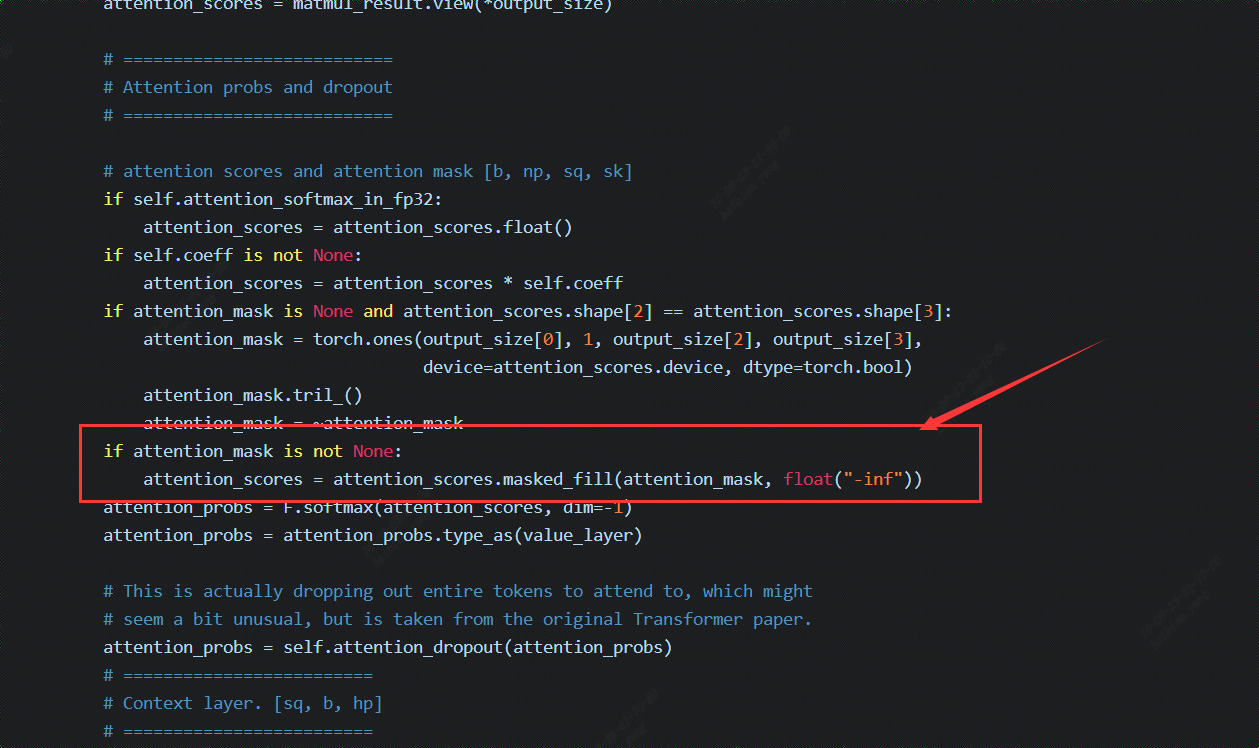 attention_scores = matmul_result.view(*output_size)
# ===========================
# Attention probs and dropout
# ===========================
# attention scores and attention mask [b, np, sq, sk]
if self.attention_softmax_in_fp32:
attention_scores = attention_scores.float()
if self.coeff is not None:
attention_scores = attention_scores * self.coeff
if attention_mask is None and attention_scores.shape[2] == attention_scores.shape[3]:
attention_mask = torch.ones(output_size[0], 1, output_size[2], output_size[3],
device=attention_scores.device, dtype=torch.bool)
attention_mask.tril_()
attention_mask = ~attention_mask
if attention_mask is not None:
attention_scores = attention_scores.masked_fill(attention_mask, float("-inf"))
attention_probs = F.softmax(attention_scores, dim=-1)
attention_probs = attention_probs.type_as(value_layer)
# This is actually dropping out entire tokens to attend to, which might
# seem a bit unusual, but is taken from the original Transformer paper.
attention_probs = self.attention_dropout(attention_probs)
# =========================
# Context layer. [sq, b, hp]
# =========================